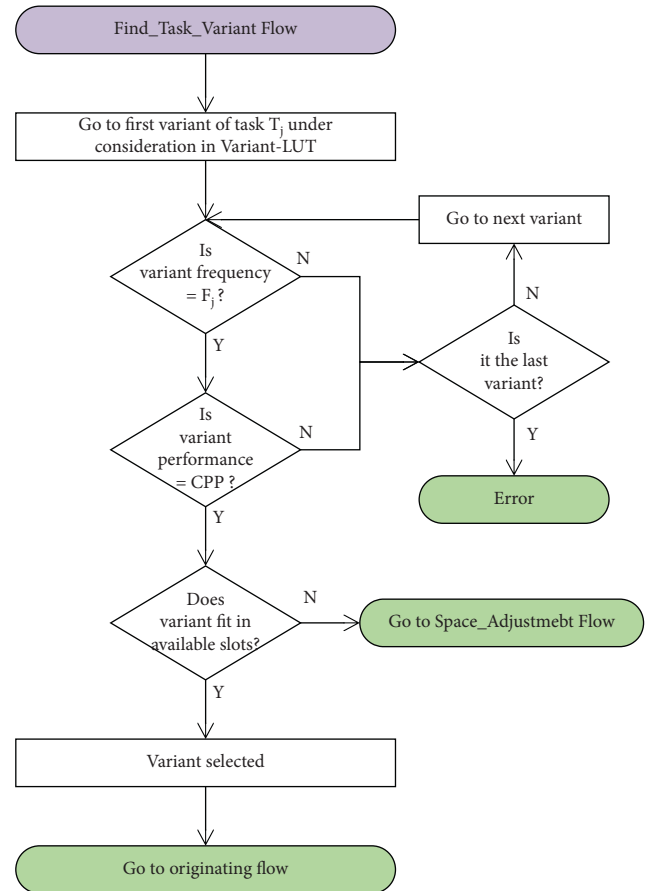 Find_Task_Variant Flow
Go to first variant of task Tj under
consideration in Variant-LUT
Go to next variant
Is
variant frequency
= Fj ?
N
Y
N
Is
it the last
variant?
Y
Is
variant
performance
= CPP ?
N
Y
Error
Does
variant fit in
available slots?
N
Y
Go to Space_Adjustmebt Flow
Variant selected
Go to originating flow